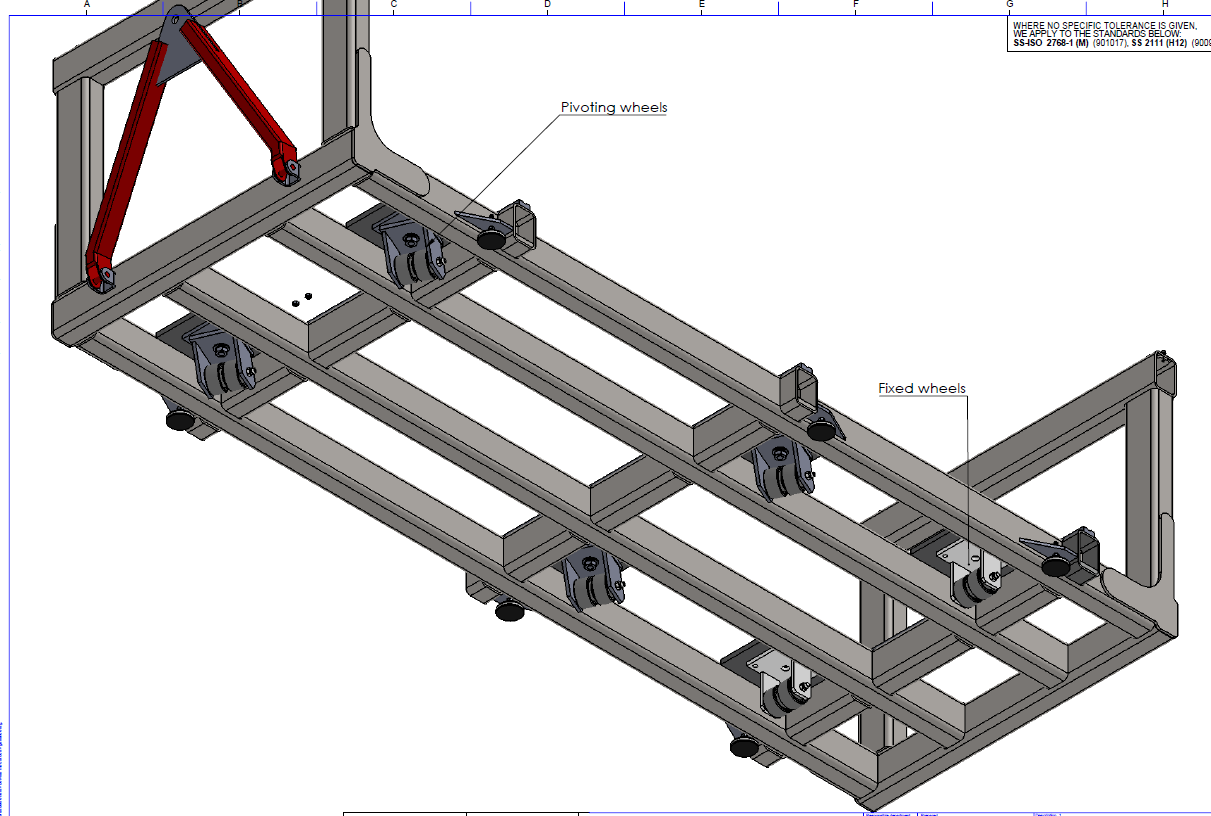 A B C D E F G H
WHERE NO SPECIFIC TOLERANCE IS GIVEN,
WE APPLY TO THE STANDARDS BELOW:
SS-ISO 2768-1 (M) (901017), SS 2111 (H12)
Pivoting wheels
Fixed wheels